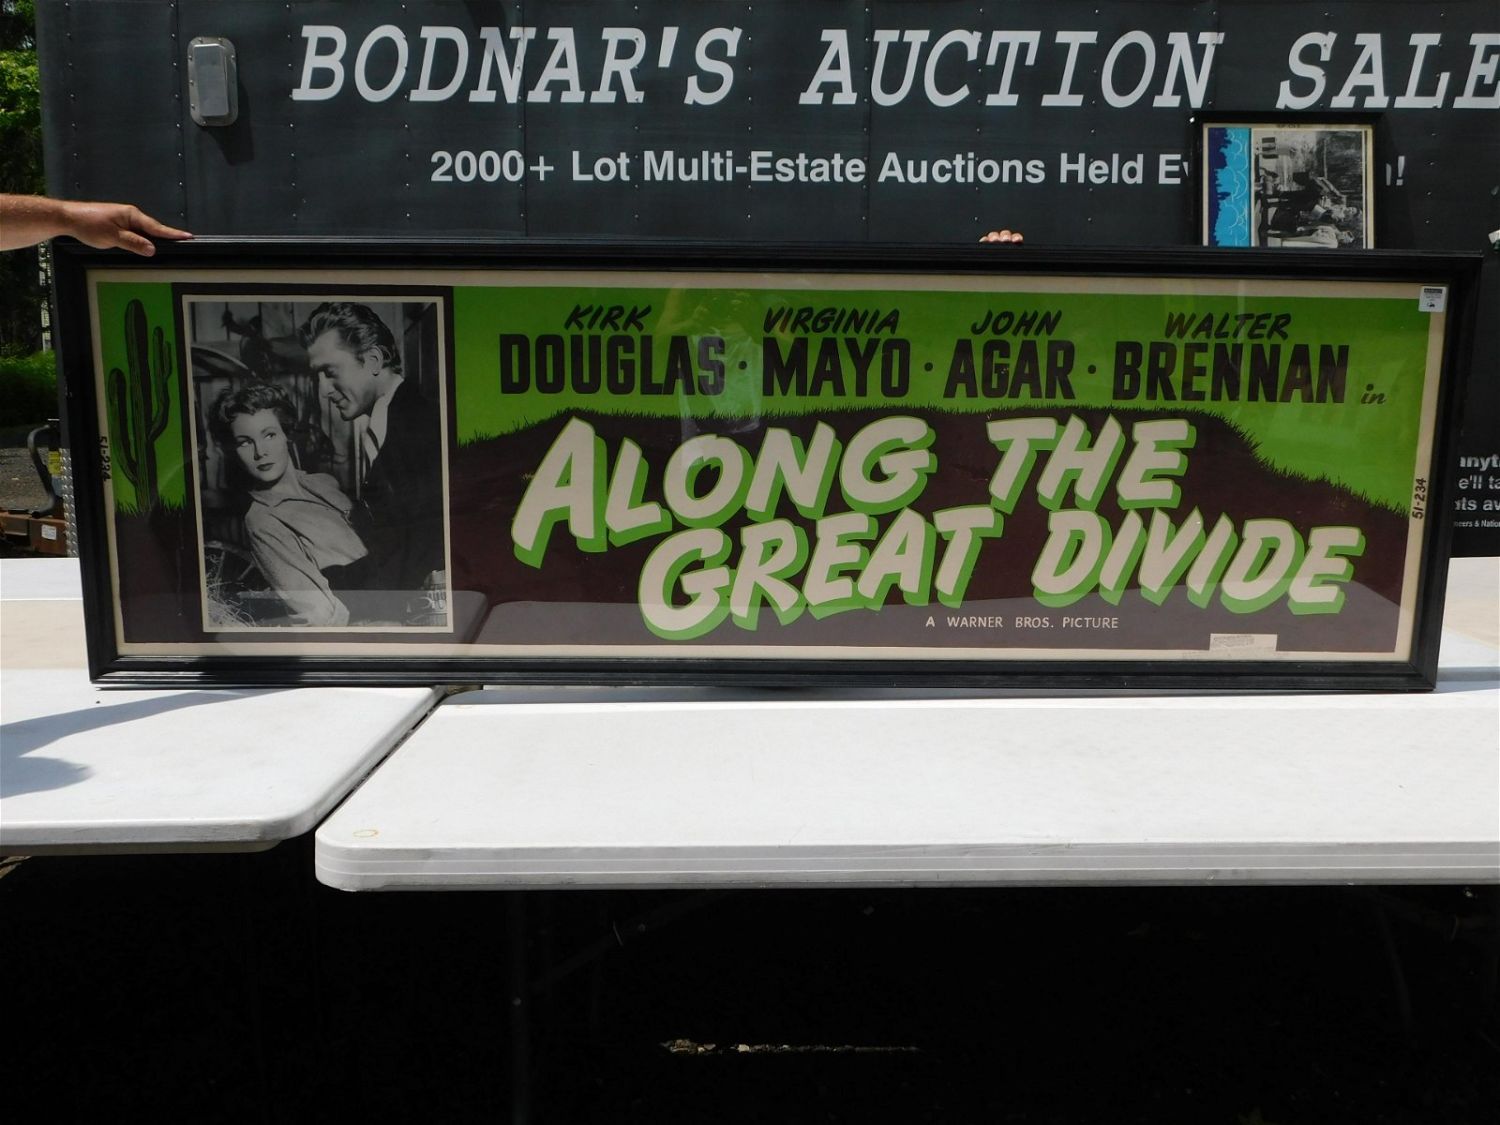 BODNAR'S AUCTION SALE
2000+ Lot Multi-Estate Auctions Held
KIRK DOUGLAS · VIRGINIA MAYO · JOHN AGAR · WALTER BRENNAN in
ALONG THE
GREAT DIVIDE
A WARNER BROS. PICTURE
51-234
51-234